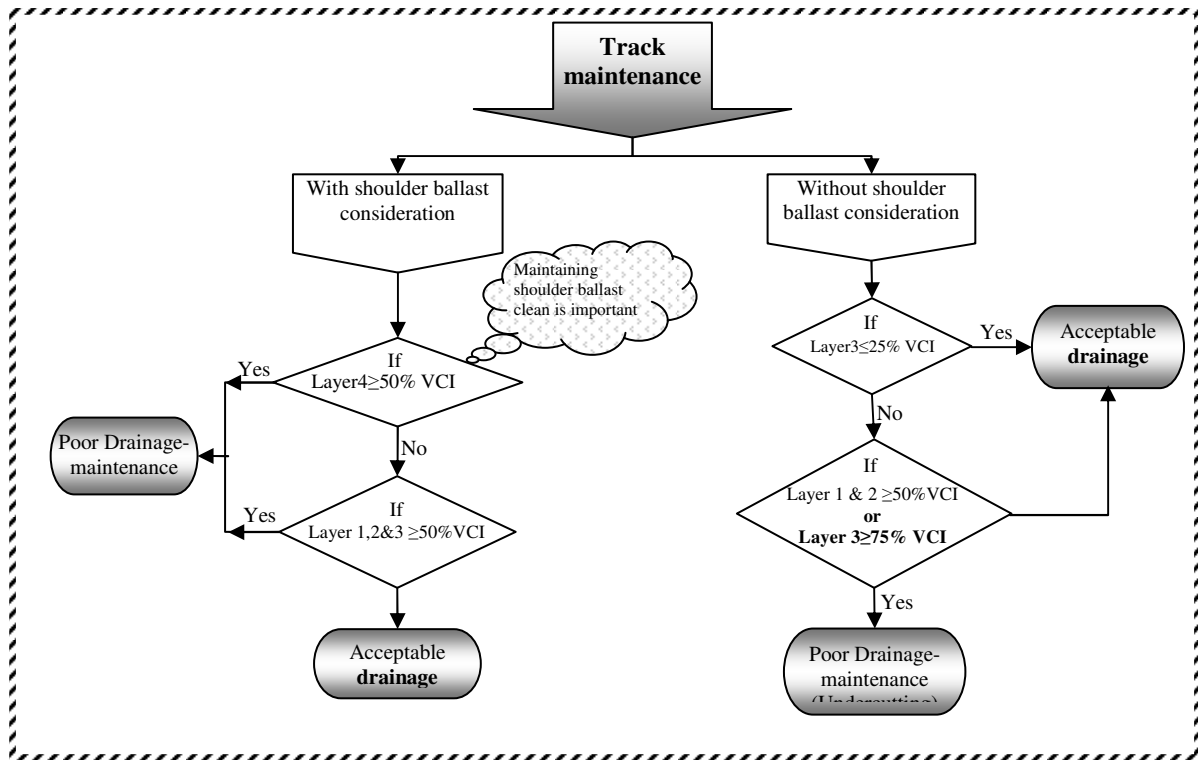 Track
maintenance
With shoulder ballast
consideration
Without shoulder
ballast consideration
Maintaining
shoulder ballast
clean is important
If
Layer4≥50% VCI
Yes
No
Poor Drainage-
maintenance
If
Layer 1,2&3 ≥50%VCI
Yes
Acceptable
drainage
If
Layer3≤25% VCI
Yes
Acceptable
drainage
No
If
Layer 1 & 2 ≥50%VCI
or
Layer 3≥75% VCI
Yes
Poor Drainage-
maintenance
(Undercutting)